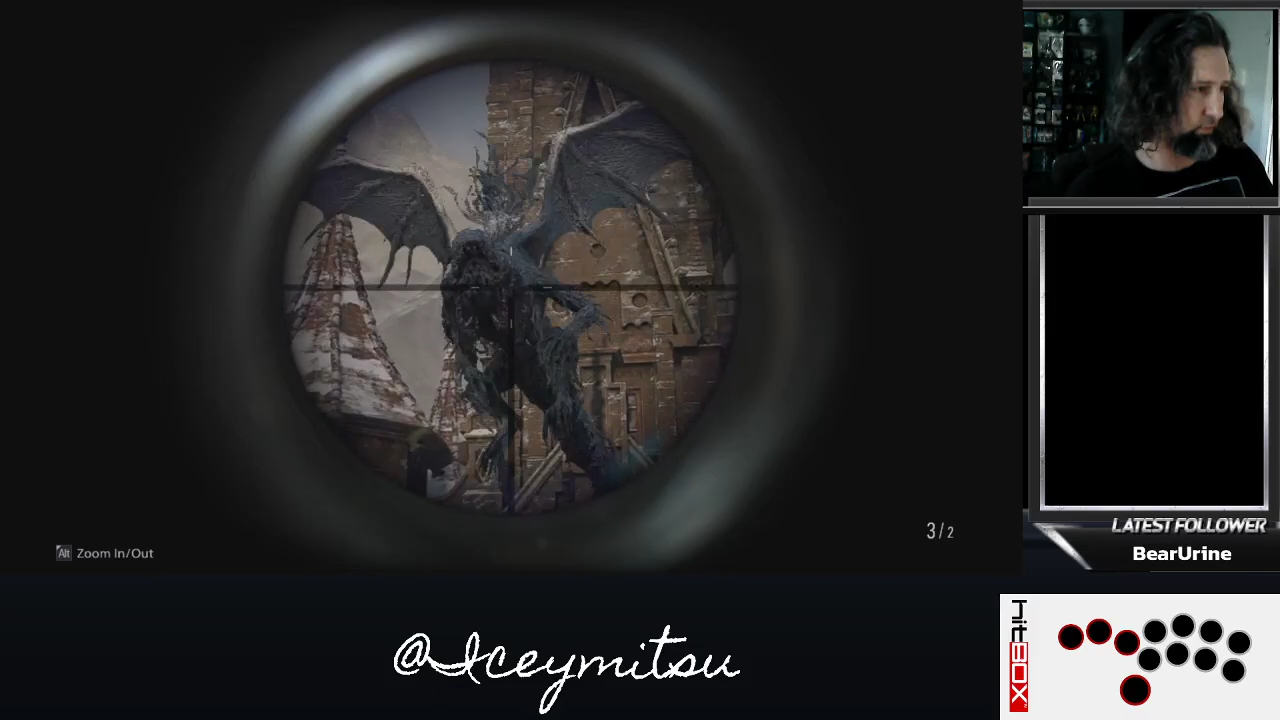 3/2
Alt Zoom In/Out
LATEST FOLLOWER
BearUrine
@Iceymitsu
hitBOX